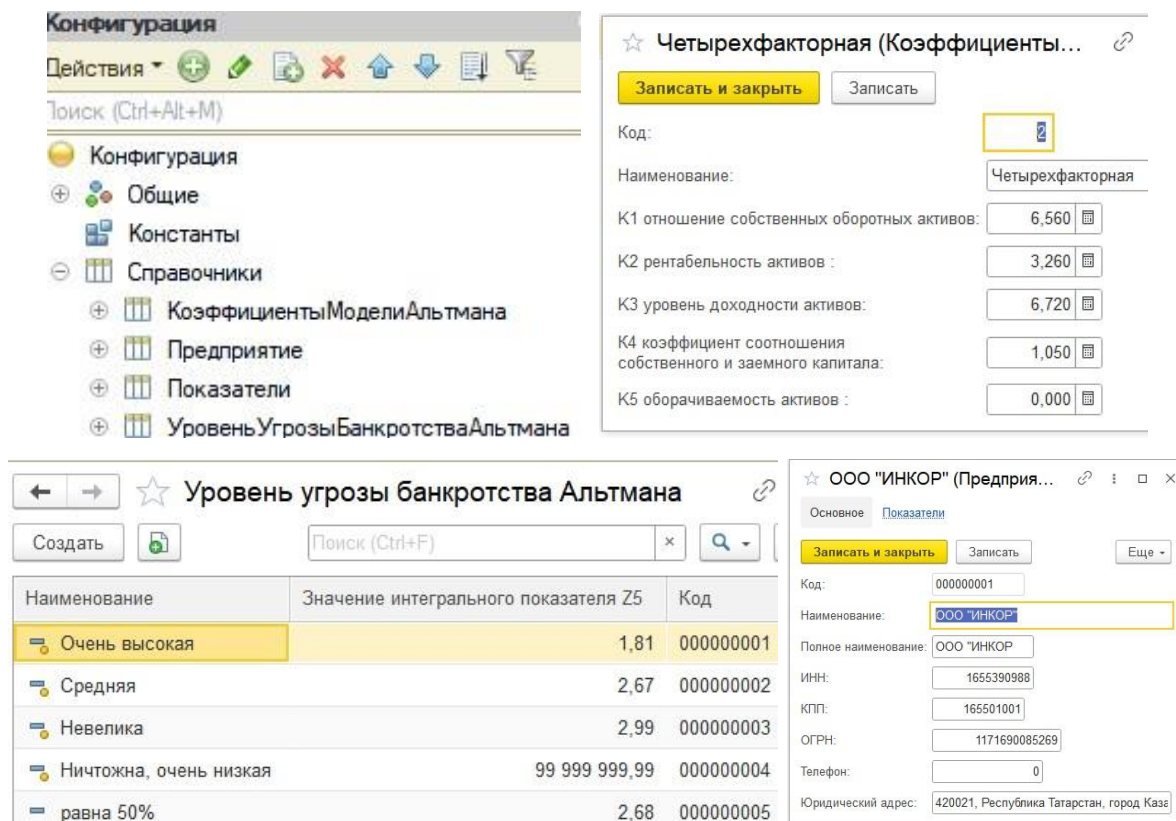 Конфигурация
Действия
Поиск (Ctrl+Alt+M)
Конфигурация
Общие
Константы
Справочники
КоэффициентыМоделиАльтмана
Предприятие
Показатели
УровеньУгрозыБанкротстваАльтмана
Четырехфакторная (Коэффициенты...
Записать и закрыть Записать
Код: 2
Наименование: Четырехфакторная
К1 отношение собственных оборотных активов: 6,560
К2 рентабельность активов : 3,260
К3 уровень доходности активов: 6,720
К4 коэффициент соотношения
собственного и заемного капитала: 1,050
К5 оборачиваемость активов : 0,000
Уровень угрозы банкротства Альтмана
Создать Поиск (Ctrl+F)
Наименование Значение интегрального показателя Z5 Код
Очень высокая 1,81 000000001
Средняя 2,67 000000002
Невелика 2,99 000000003
Ничтожна, очень низкая 99 999 999,99 000000004
равна 50% 2,68 000000005
ООО "ИНКОР" (Предприя...
Основное Показатели
Записать и закрыть Записать Еще
Код: 000000001
Наименование: ООО "ИНКОР"
Полное наименование: ООО "ИНКОР
ИНН: 1655390988
КПП: 165501001
ОГРН: 1171690085269
Телефон: 0
Юридический адрес: 420021, Республика Татарстан, город Каза